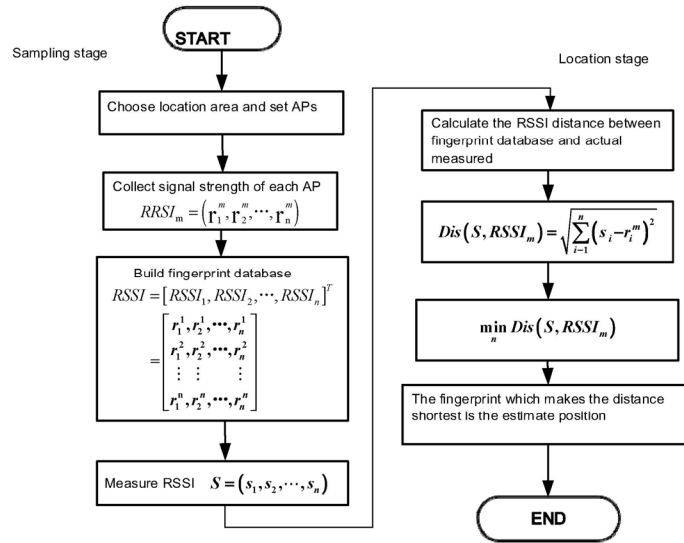 START
Sampling stage
Choose location area and set APs
Collect signal strength of each AP
RRSI_m = (r_1^m, r_2^m, ⋯, r_n^m)
Build fingerprint database
RSSI = [RSSI_1, RSSI_2, ⋯, RSSI_n]^T
= [r_1^1, r_2^1, ⋯, r_n^1
r_1^2, r_2^2, ⋯, r_n^2
⋮ ⋮ ⋮
r_1^n, r_2^n, ⋯, r_n^n]
Measure RSSI S = (s_1, s_2, ⋯, s_n)
Location stage
Calculate the RSSI distance between
fingerprint database and actual
measured
Dis(S, RSSI_m) = √(∑_{i-1}^n (s_i - r_i^m)^2)
min_n Dis(S, RSSI_m)
The fingerprint which makes the distance
shortest is the estimate position
END